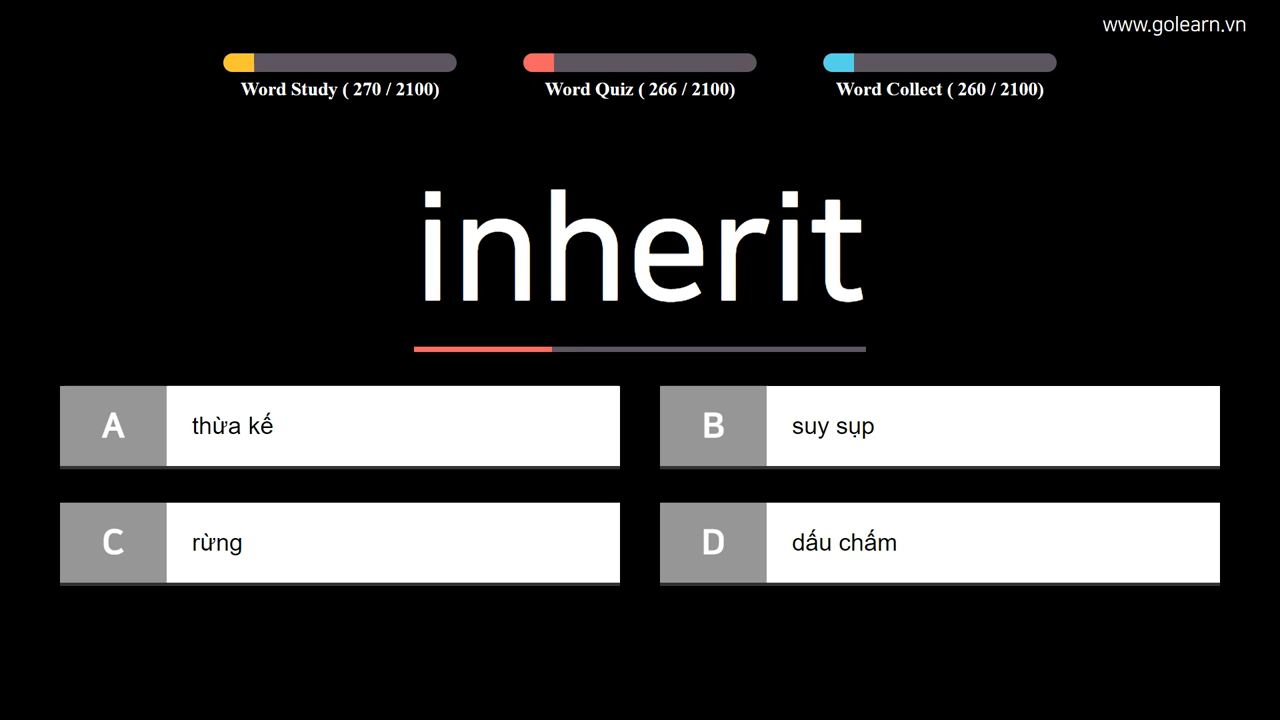 www.golearn.vn
Word Study ( 270 / 2100)
Word Quiz ( 266 / 2100)
Word Collect ( 260 / 2100)
inherit
A thừa kế
B suy sụp
C rừng
D dấu chấm